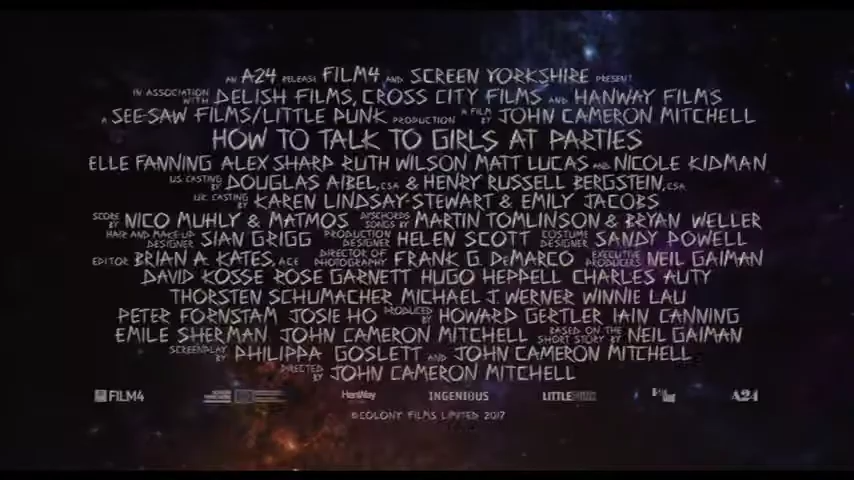 AN A24 RELEASE FILM4 AND SCREEN YORKSHIRE PRESENT
IN ASSOCIATION WITH DELISH FILMS, CROSS CITY FILMS AND HANWAY FILMS
A SEE-SAW FILMS/LITTLE PUNK PRODUCTION A FILM BY JOHN CAMERON MITCHELL
HOW TO TALK TO GIRLS AT PARTIES
ELLE FANNING ALEX SHARP RUTH WILSON MATT LUCAS AND NICOLE KIDMAN
U.S. CASTING BY DOUGLAS AIBEL, CSA & HENRY RUSSELL BERGSTEIN, CSA
U.K. CASTING BY KAREN LINDSAY-STEWART & EMILY JACOBS
SCORE BY NICO MUHLY & MATMOS DYSCHORDS SONGS BY MARTIN TOMLINSON & BRYAN WELLER
HAIR AND MAKE-UP DESIGNER SIAN GRIGG PRODUCTION DESIGNER HELEN SCOTT COSTUME DESIGNER SANDY POWELL
EDITOR BRIAN A. KATES, ACE DIRECTOR OF PHOTOGRAPHY FRANK G. DeMARCO EXECUTIVE PRODUCERS NEIL GAIMAN
DAVID KOSSE ROSE GARNETT HUGO HEPPELL CHARLES AUTY
THORSTEN SCHUMACHER MICHAEL J. WERNER WINNIE LAU
PETER FORNSTAM JOSIE HO PRODUCED BY HOWARD GERTLER IAIN CANNING
EMILE SHERMAN JOHN CAMERON MITCHELL BASED ON THE SHORT STORY BY NEIL GAIMAN
SCREENPLAY BY PHILIPPA GOSLETT AND JOHN CAMERON MITCHELL
DIRECTED BY JOHN CAMERON MITCHELL
FILM4 HanWay INGENIOUS LITTLE A24
©COLONY FILMS LIMITED 2017